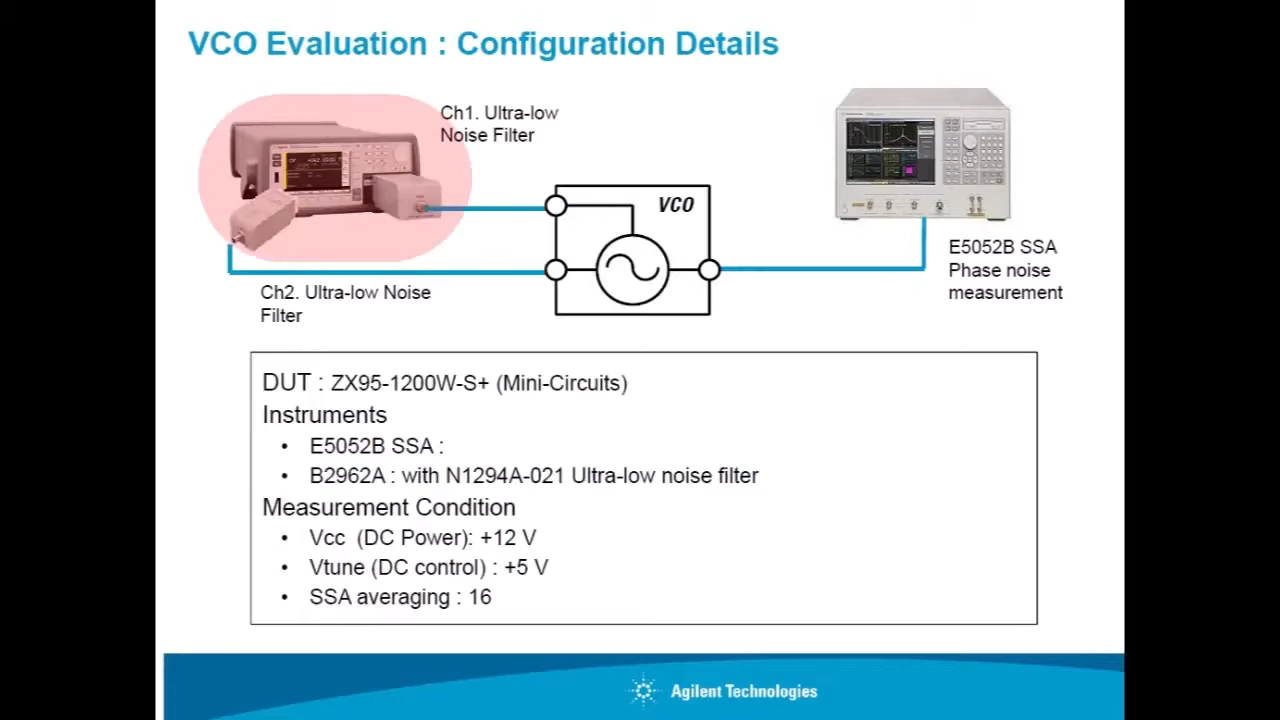 VCO Evaluation : Configuration Details
Ch1. Ultra-low
Noise Filter
VCO
E5052B SSA
Phase noise
measurement
Ch2. Ultra-low Noise
Filter
DUT : ZX95-1200W-S+ (Mini-Circuits)
Instruments
• E5052B SSA :
• B2962A : with N1294A-021 Ultra-low noise filter
Measurement Condition
• Vcc (DC Power): +12 V
• Vtune (DC control) : +5 V
• SSA averaging : 16
Agilent Technologies